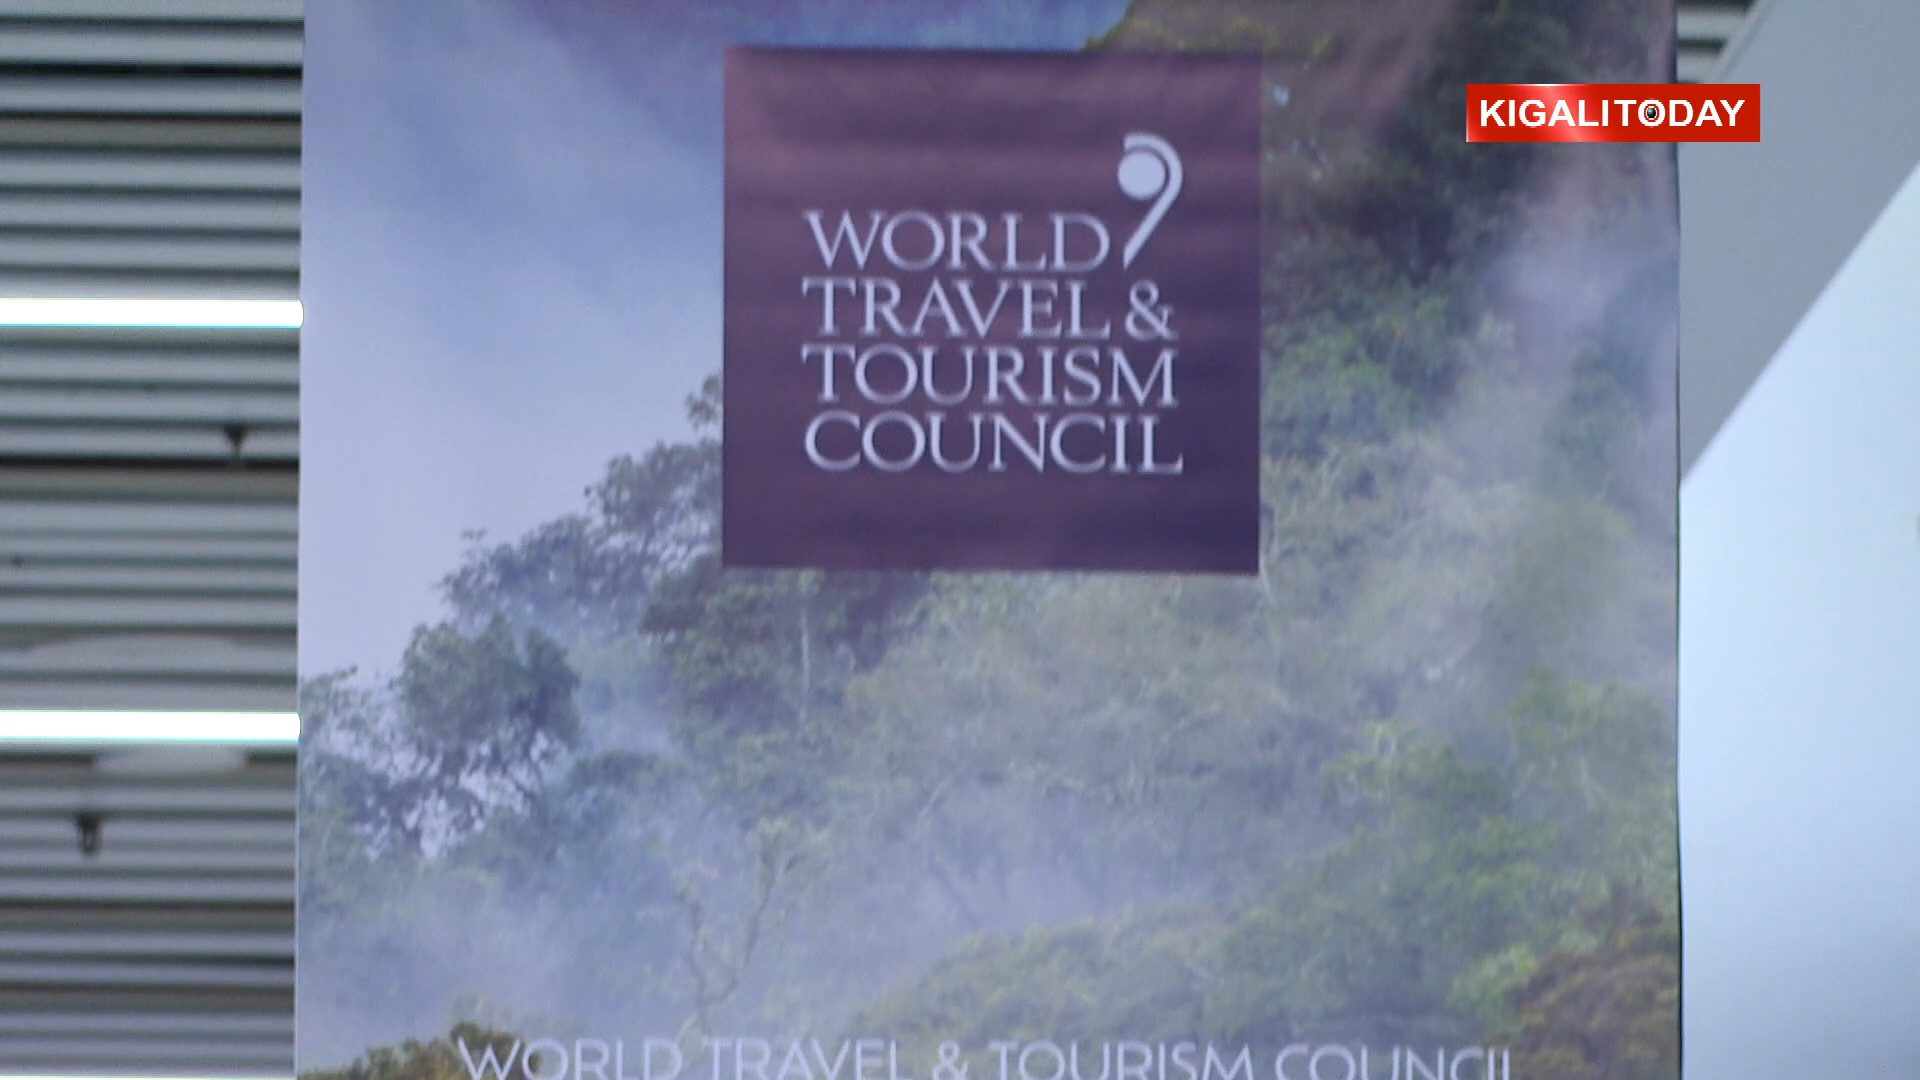 KIGALITODAY
WORLD
TRAVEL &
TOURISM
COUNCIL
WORLD TRAVEL & TOURISM COUNCIL